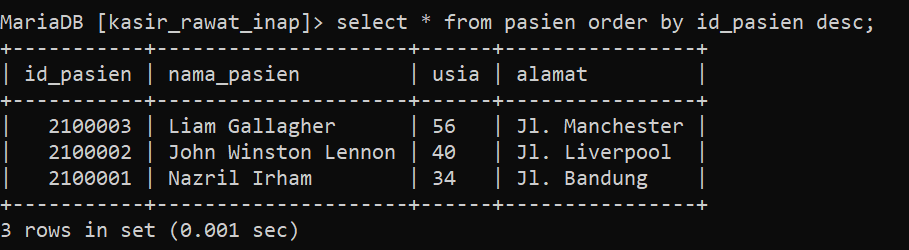 MariaDB [kasir_rawat_inap]> select * from pasien order by id_pasien desc;
+-----------+---------------------+------+----------------+
| id_pasien | nama_pasien         | usia | alamat         |
+-----------+---------------------+------+----------------+
|   2100003 | Liam Gallagher      | 56   | Jl. Manchester |
|   2100002 | John Winston Lennon | 40   | Jl. Liverpool  |
|   2100001 | Nazril Irham        | 34   | Jl. Bandung    |
+-----------+---------------------+------+----------------+
3 rows in set (0.001 sec)